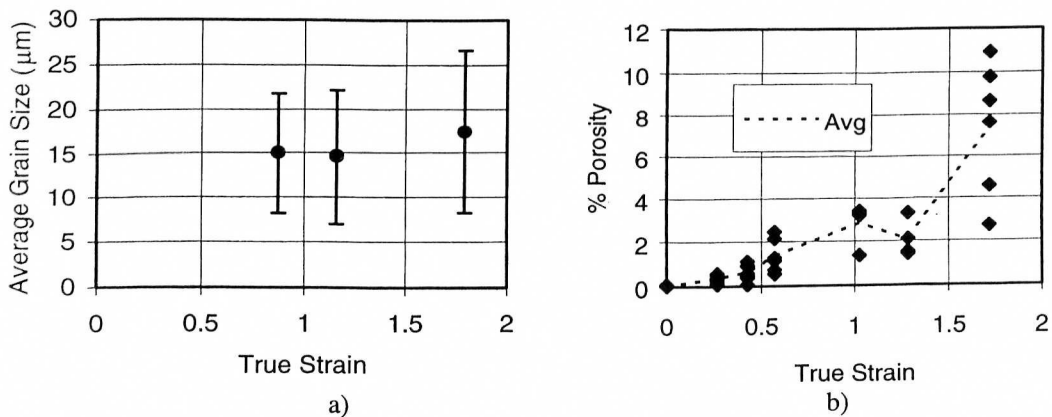 Average Grain Size (μm)
30
25
20
15
10
5
0
0 0.5 1 1.5 2
True Strain
a)
% Porosity
12
10
8
6
4
2
0
Avg
0 0.5 1 1.5 2
True Strain
b)